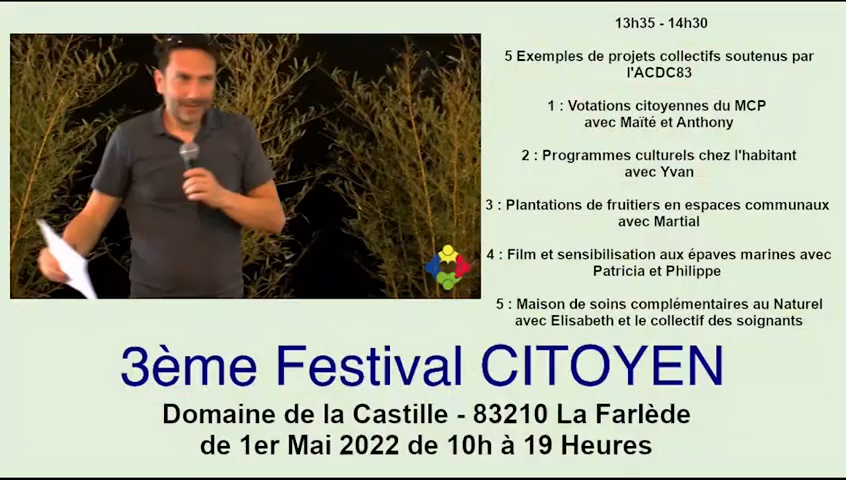 13h35 - 14h30
5 Exemples de projets collectifs soutenus par
l'ACDC83
1 : Votations citoyennes du MCP
avec Maïté et Anthony
2 : Programmes culturels chez l'habitant
avec Yvan
3 : Plantations de fruitiers en espaces communaux
avec Martial
4 : Film et sensibilisation aux épaves marines avec
Patricia et Philippe
5 : Maison de soins complémentaires au Naturel
avec Elisabeth et le collectif des soignants
3ème Festival CITOYEN
Domaine de la Castille - 83210 La Farlède
de 1er Mai 2022 de 10h à 19 Heures